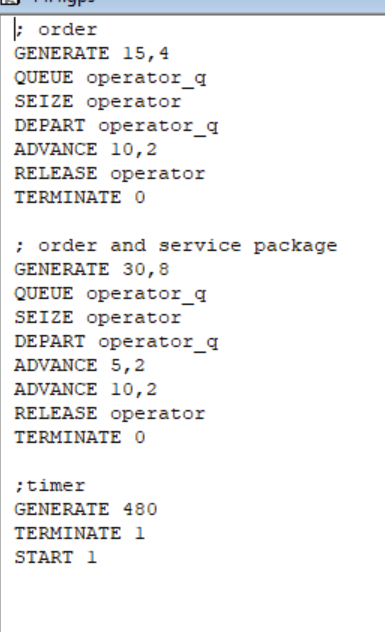 ; order
GENERATE 15,4
QUEUE operator_q
SEIZE operator
DEPART operator_q
ADVANCE 10,2
RELEASE operator
TERMINATE 0

; order and service package
GENERATE 30,8
QUEUE operator_q
SEIZE operator
DEPART operator_q
ADVANCE 5,2
ADVANCE 10,2
RELEASE operator
TERMINATE 0

;timer
GENERATE 480
TERMINATE 1
START 1